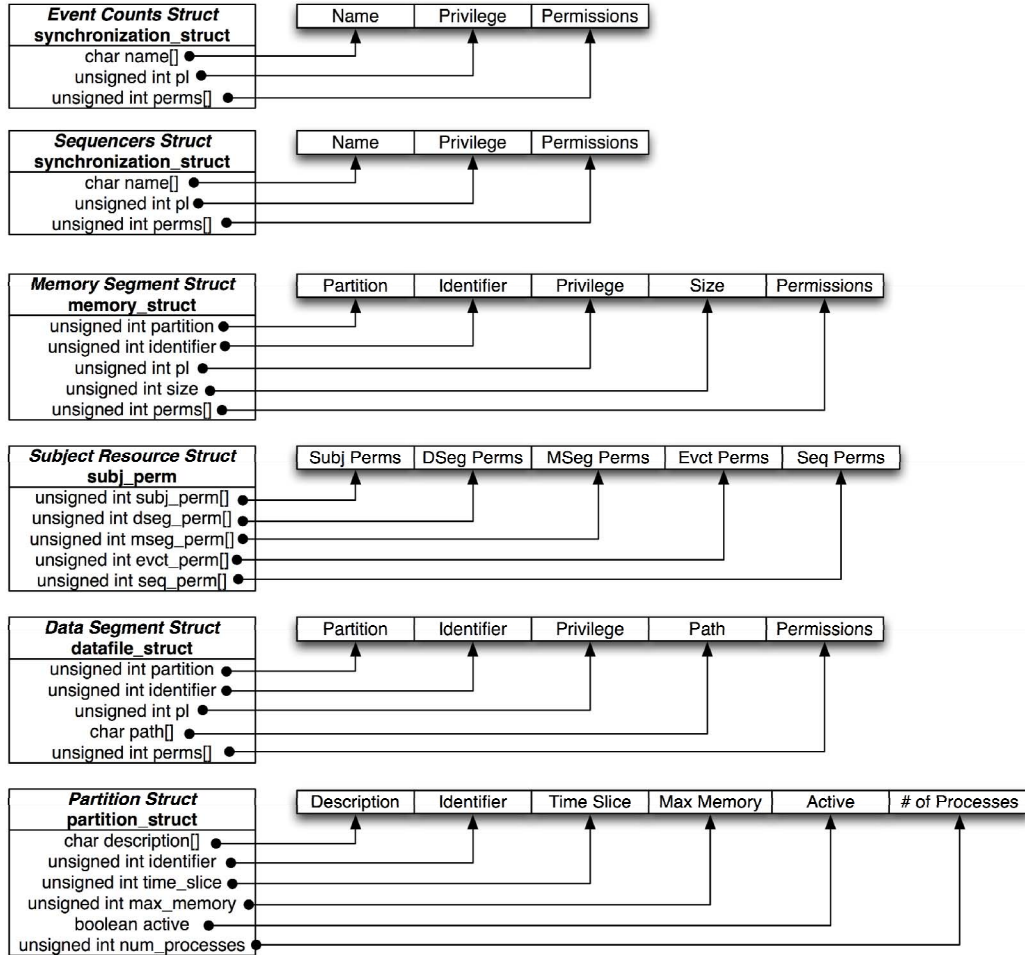 Event Counts Struct
synchronization_struct
char name[]
unsigned int pl
unsigned int perms[]
Name Privilege Permissions
Sequencers Struct
synchronization_struct
char name[]
unsigned int pl
unsigned int perms[]
Name Privilege Permissions
Memory Segment Struct
memory_struct
unsigned int partition
unsigned int identifier
unsigned int pl
unsigned int size
unsigned int perms[]
Partition Identifier Privilege Size Permissions
Subject Resource Struct
subj_perm
unsigned int subj_perm[]
unsigned int dseg_perm[]
unsigned int mseg_perm[]
unsigned int evct_perm[]
unsigned int seq_perm[]
Subj Perms DSeg Perms MSeg Perms Evct Perms Seq Perms
Data Segment Struct
datafile_struct
unsigned int partition
unsigned int identifier
unsigned int pl
char path[]
unsigned int perms[]
Partition Identifier Privilege Path Permissions
Partition Struct
partition_struct
char description[]
unsigned int identifier
unsigned int time_slice
unsigned int max_memory
boolean active
unsigned int num_processes
Description Identifier Time Slice Max Memory Active # of Processes